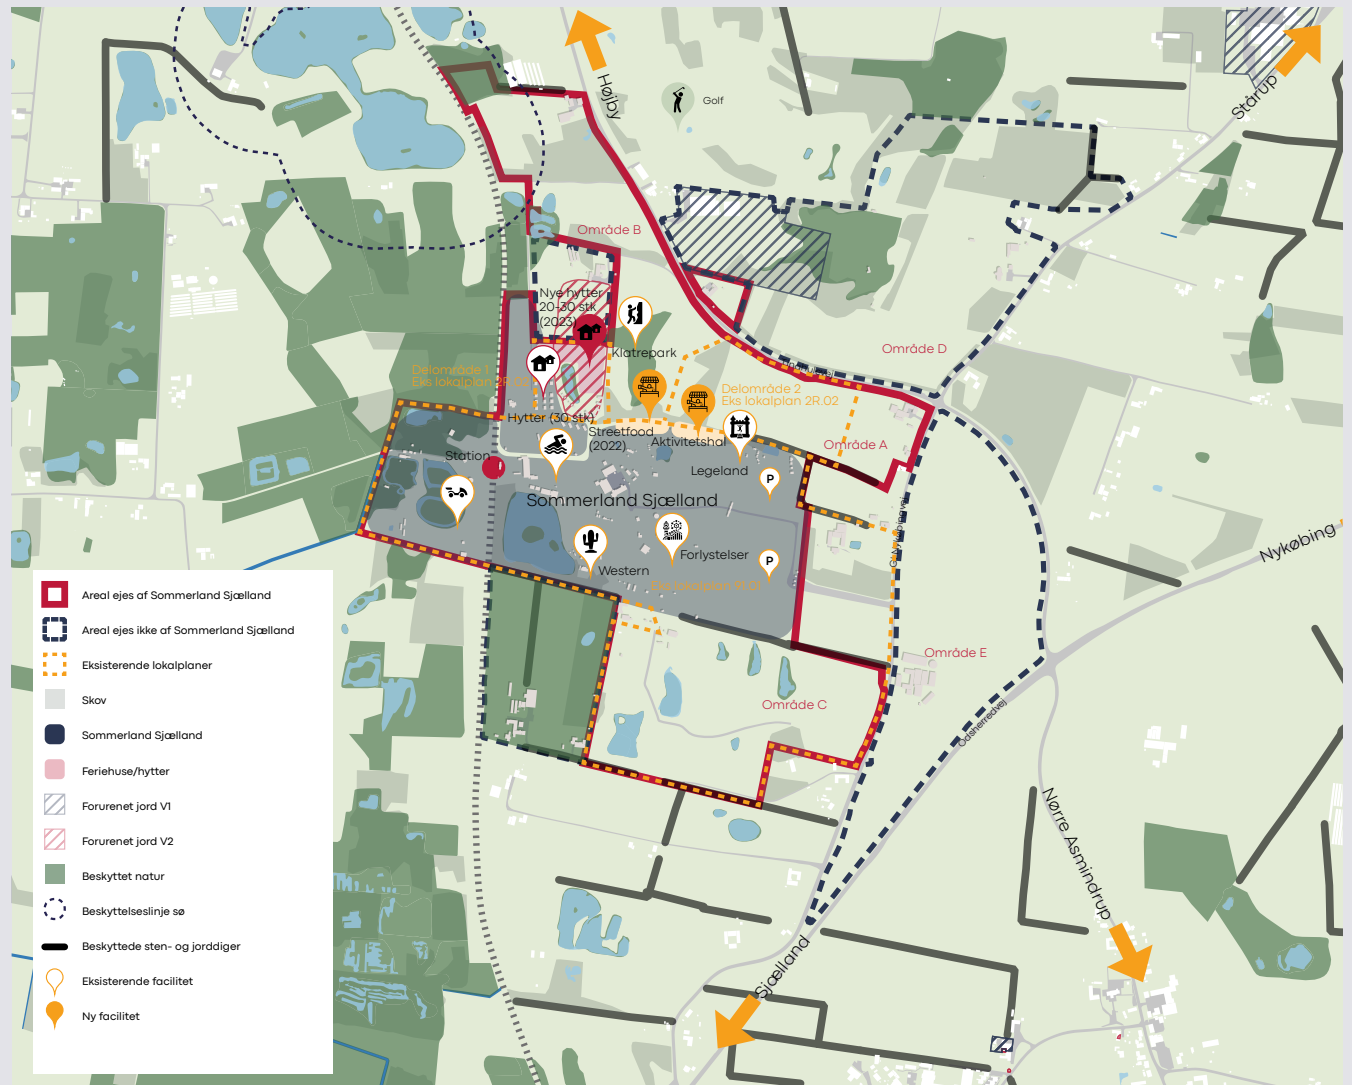 Højby
Golf
Stårup
Område B
Nye hytter
20-30 stk
(2023)
Klatrepark
Område D
Delområde 1
Eks lokalplan 2R.02
Delområde 2
Eks lokalplan 2R.02
Hytter (30 stk)
Streetfood
(2022)
Aktivitetshal
Område A
Station
Legeland
P
Sommerland Sjælland
Gl Nykøbingvej
Nykøbing
Forlystelser
P
Western
Område E
Område C
Odsherredvej
Nørre Asmindrup
Sjælland
Areal ejes af Sommerland Sjælland
Areal ejes ikke af Sommerland Sjælland
Eksisterende lokalplaner
Skov
Sommerland Sjælland
Feriehuse/hytter
Forurenet jord V1
Forurenet jord V2
Beskyttet natur
Beskyttelseslinje sø
Beskyttede sten- og jorddiger
Eksisterende facilitet
Ny facilitet